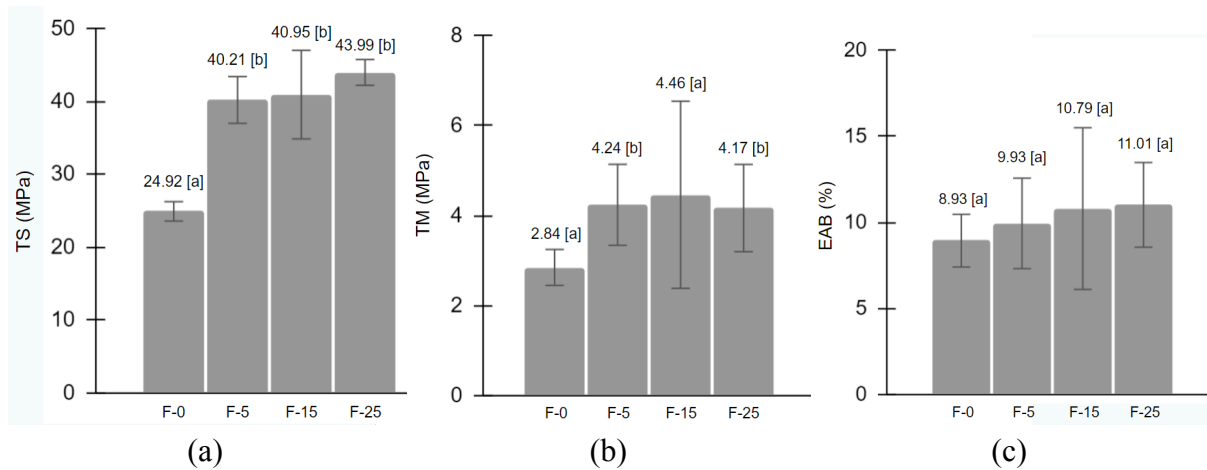 TS (MPa)
50
40
30
20
10
0
24.92 [a]
40.21 [b]
40.95 [b]
43.99 [b]
F-0
F-5
F-15
F-25
(a)
TM (MPa)
8
6
4
2
0
2.84 [a]
4.24 [b]
4.46 [a]
4.17 [b]
F-0
F-5
F-15
F-25
(b)
EAB (%)
20
15
10
5
0
8.93 [a]
9.93 [a]
10.79 [a]
11.01 [a]
F-0
F-5
F-15
F-25
(c)